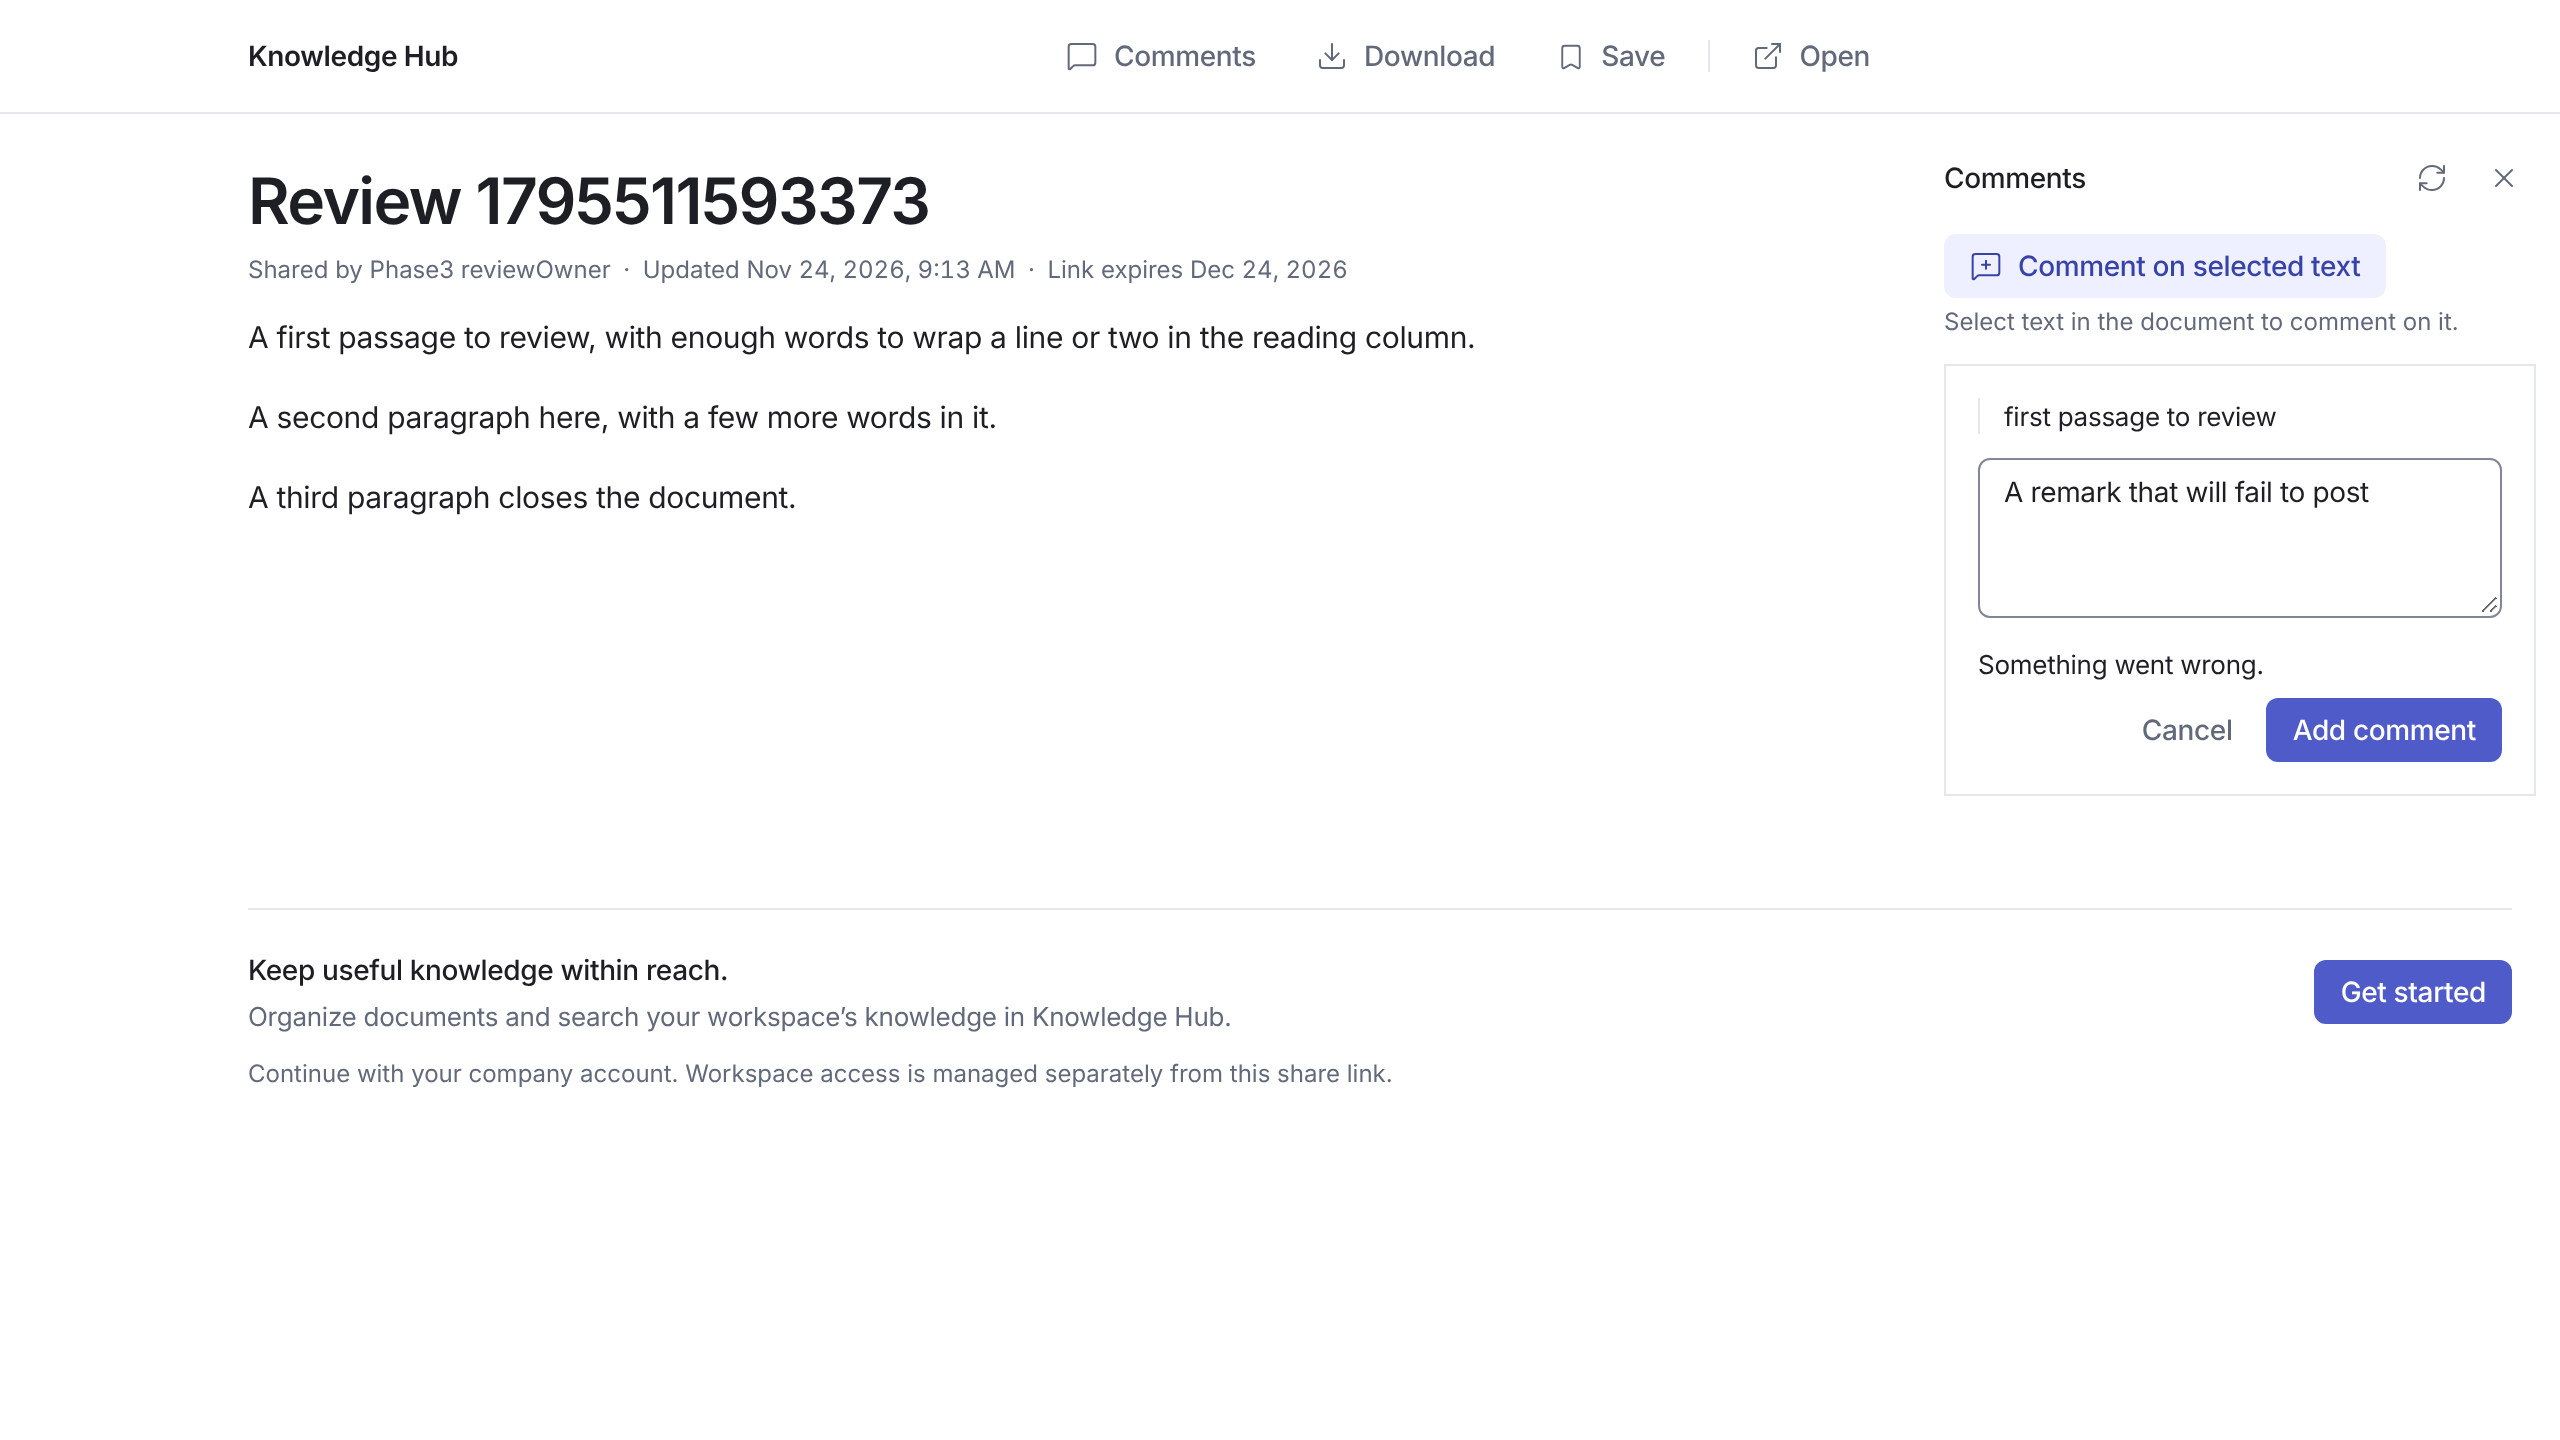 Knowledge Hub
Comments
Download
Save
Open
Review 1795511593373
Shared by Phase3 reviewOwner · Updated Nov 24, 2026, 9:13 AM · Link expires Dec 24, 2026
A first passage to review, with enough words to wrap a line or two in the reading column.
A second paragraph here, with a few more words in it.
A third paragraph closes the document.
Comments
Comment on selected text
Select text in the document to comment on it.
first passage to review
A remark that will fail to post
Something went wrong.
Cancel
Add comment
Keep useful knowledge within reach.
Organize documents and search your workspace’s knowledge in Knowledge Hub.
Continue with your company account. Workspace access is managed separately from this share link.
Get started